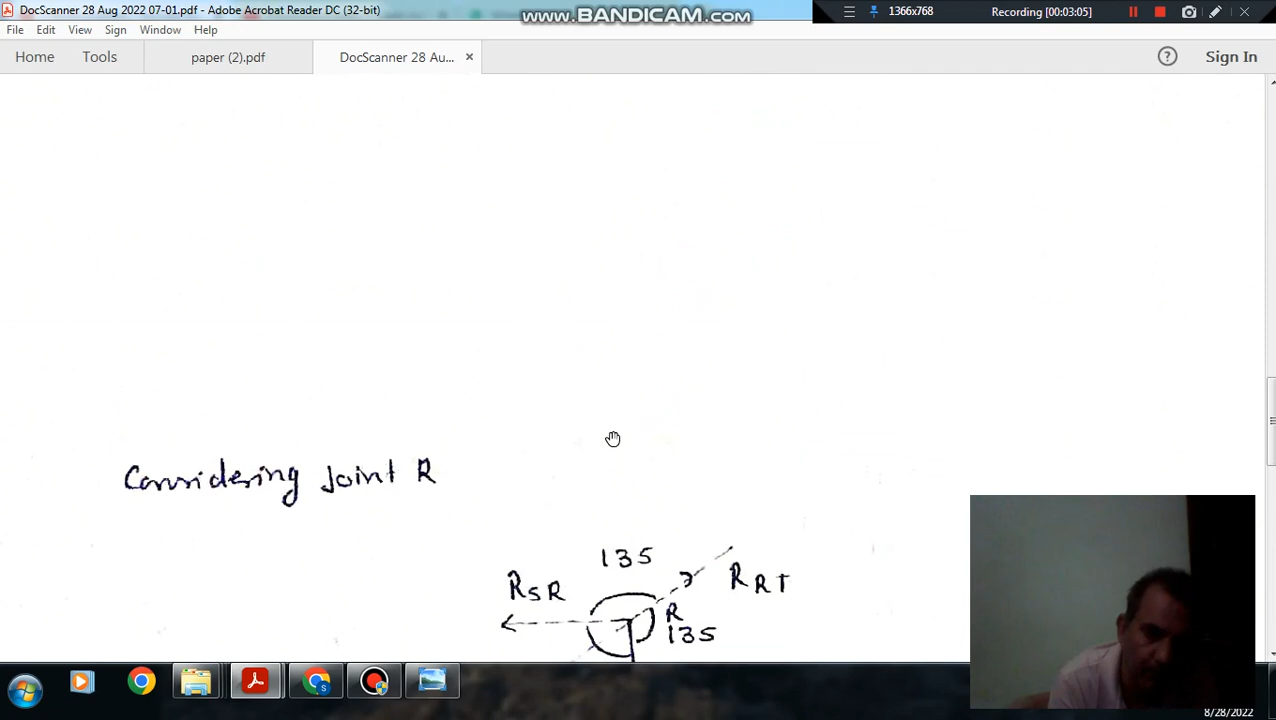 DocScanner 28 Aug 2022 07-01.pdf - Adobe Acrobat Reader DC (32-bit)
www.BANDICAM.com
1366x768
Recording [00:03:05]
File Edit View Sign Window Help
Home Tools paper (2).pdf DocScanner 28 Au... × ? Sign In
Considering Joint R
135
RSR
RRT
R
135
8/28/2022